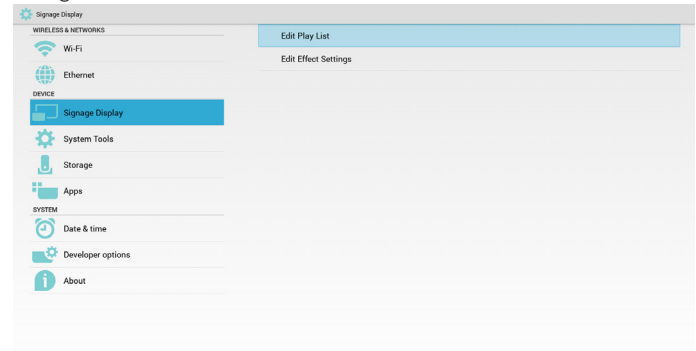 Signage Display
WIRELESS & NETWORKS
Wi-Fi
Ethernet
DEVICE
Signage Display
System Tools
Storage
Apps
SYSTEM
Date & time
Developer options
About
Edit Play List
Edit Effect Settings